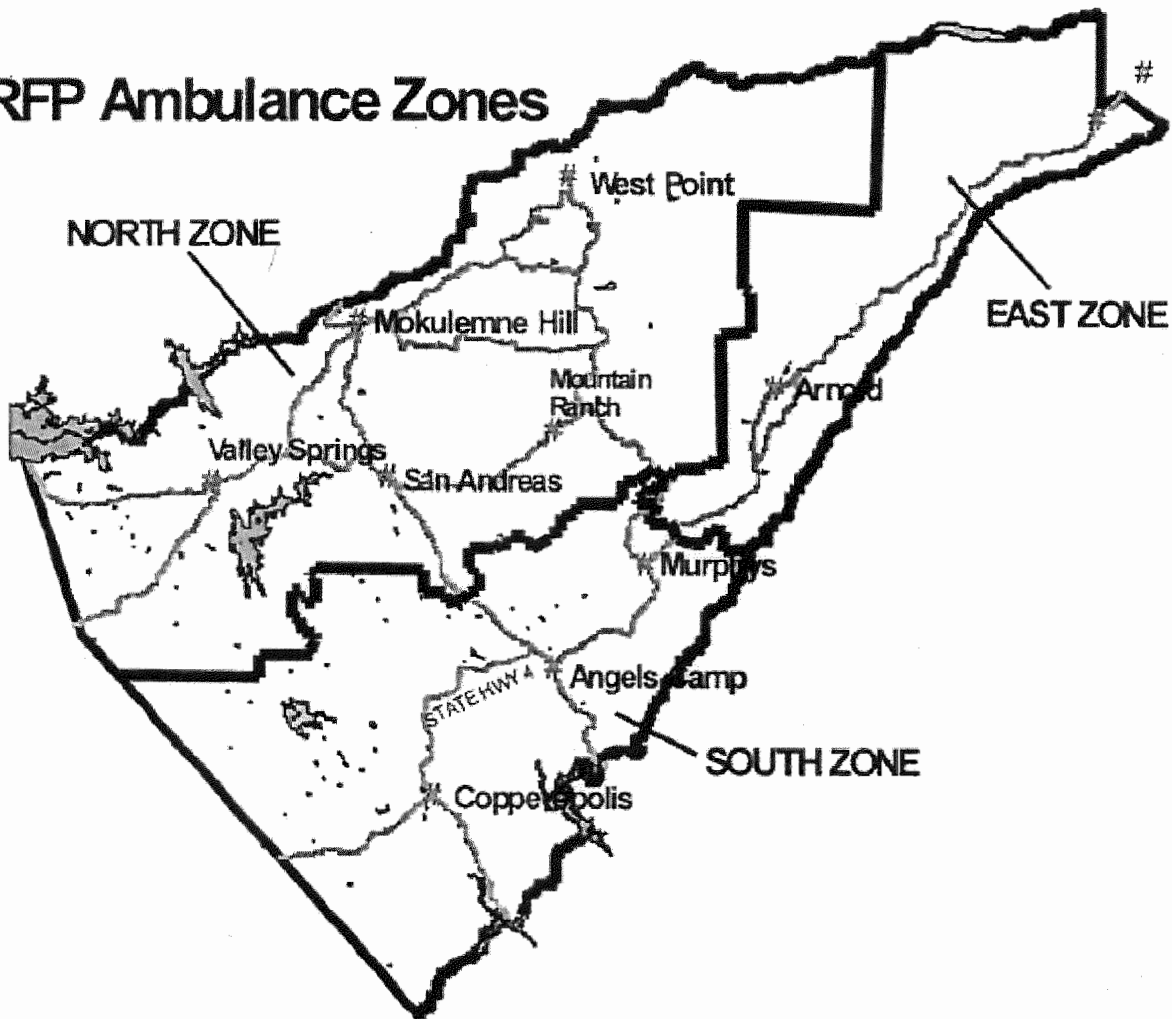 RFP Ambulance Zones
#
#
# West Point
NORTH ZONE
EAST ZONE
# Mokulemne Hill
Mountain
Ranch
#
# Arnold
Valley Springs
#
# San Andreas
# Murphys
# Angels Camp
STATE HWY 4
SOUTH ZONE
# Copperopolis